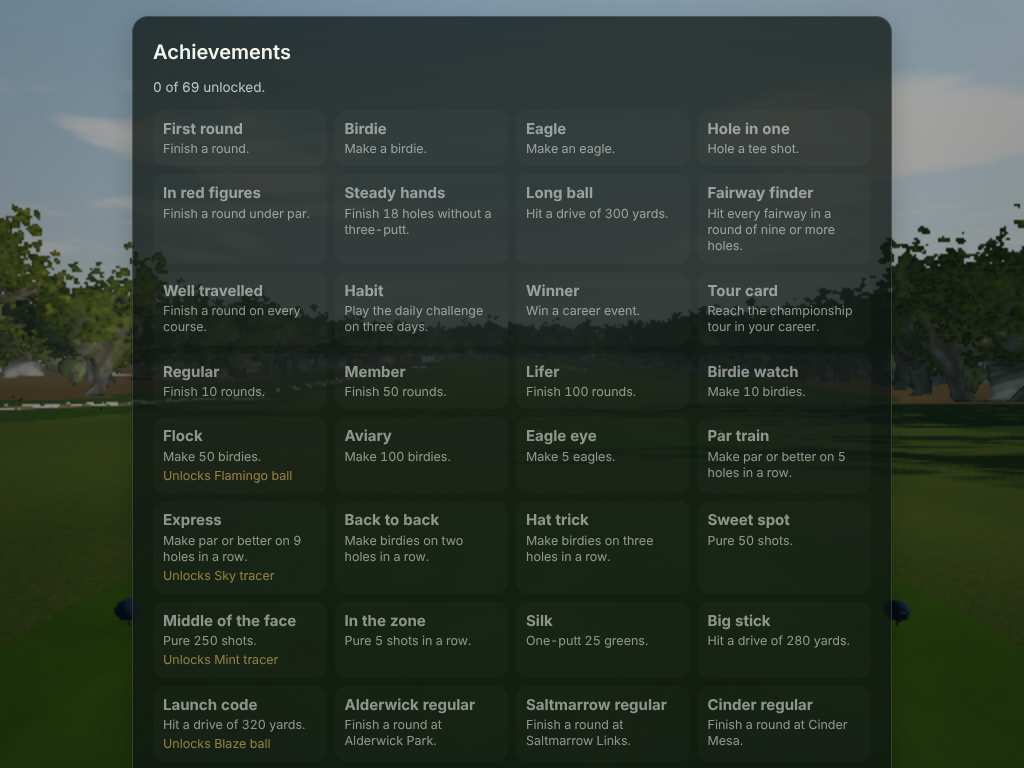 Achievements
0 of 69 unlocked.
First round
Finish a round.
Birdie
Make a birdie.
Eagle
Make an eagle.
Hole in one
Hole a tee shot.
In red figures
Finish a round under par.
Steady hands
Finish 18 holes without a
three-putt.
Long ball
Hit a drive of 300 yards.
Fairway finder
Hit every fairway in a
round of nine or more
holes.
Well travelled
Finish a round on every
course.
Habit
Play the daily challenge
on three days.
Winner
Win a career event.
Tour card
Reach the championship
tour in your career.
Regular
Finish 10 rounds.
Member
Finish 50 rounds.
Lifer
Finish 100 rounds.
Birdie watch
Make 10 birdies.
Flock
Make 50 birdies.
Unlocks Flamingo ball
Aviary
Make 100 birdies.
Eagle eye
Make 5 eagles.
Par train
Make par or better on 5
holes in a row.
Express
Make par or better on 9
holes in a row.
Unlocks Sky tracer
Back to back
Make birdies on two
holes in a row.
Hat trick
Make birdies on three
holes in a row.
Sweet spot
Pure 50 shots.
Middle of the face
Pure 250 shots.
Unlocks Mint tracer
In the zone
Pure 5 shots in a row.
Silk
One-putt 25 greens.
Big stick
Hit a drive of 280 yards.
Launch code
Hit a drive of 320 yards.
Unlocks Blaze ball
Alderwick regular
Finish a round at
Alderwick Park.
Saltmarrow regular
Finish a round at
Saltmarrow Links.
Cinder regular
Finish a round at Cinder
Mesa.